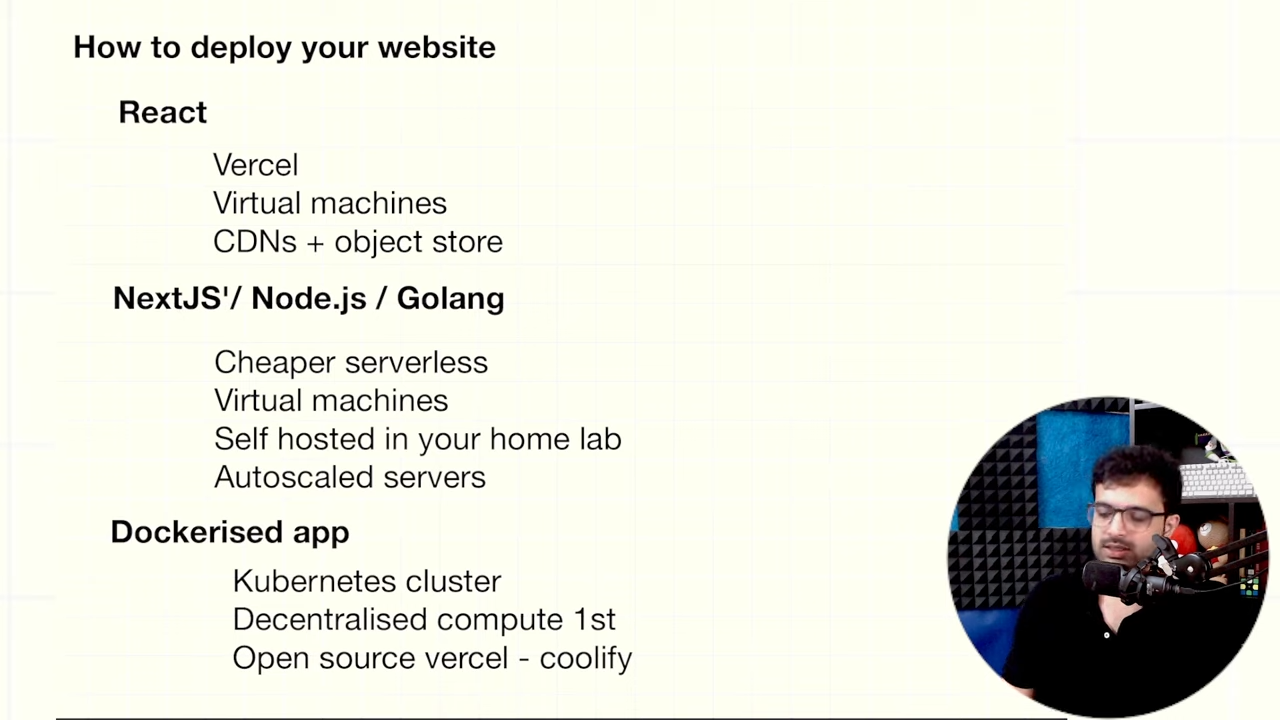 How to deploy your website
React
Vercel
Virtual machines
CDNs + object store
NextJS'/ Node.js / Golang
Cheaper serverless
Virtual machines
Self hosted in your home lab
Autoscaled servers
Dockerised app
Kubernetes cluster
Decentralised compute 1st
Open source vercel - coolify